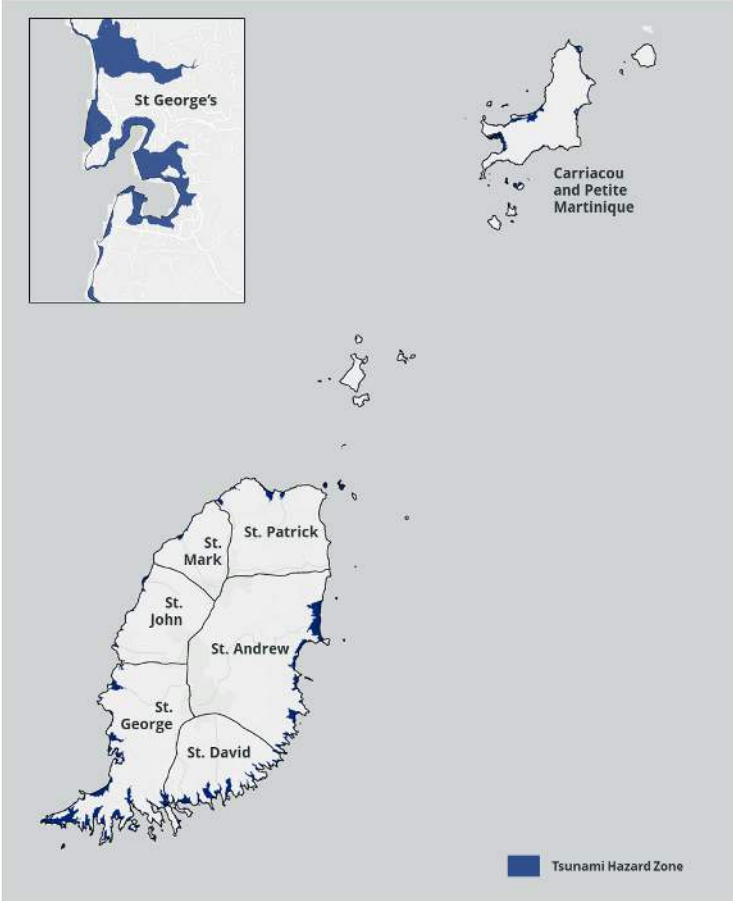 St George's
Carriacou
and Petite
Martinique
St. Patrick
St.
Mark
St.
John
St. Andrew
St.
George
St. David
Tsunami Hazard Zone